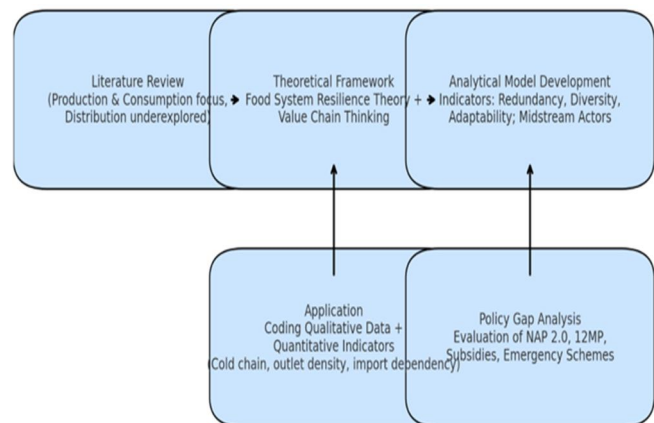 Literature Review
(Production & Consumption focus,
Distribution underexplored)
Theoretical Framework
Food System Resilience Theory +
Value Chain Thinking
Analytical Model Development
Indicators: Redundancy, Diversity,
Adaptability; Midstream Actors
Application
Coding Qualitative Data +
Quantitative Indicators
(Cold chain, outlet density, import dependency)
Policy Gap Analysis
Evaluation of NAP 2.0, 12MP,
Subsidies, Emergency Schemes